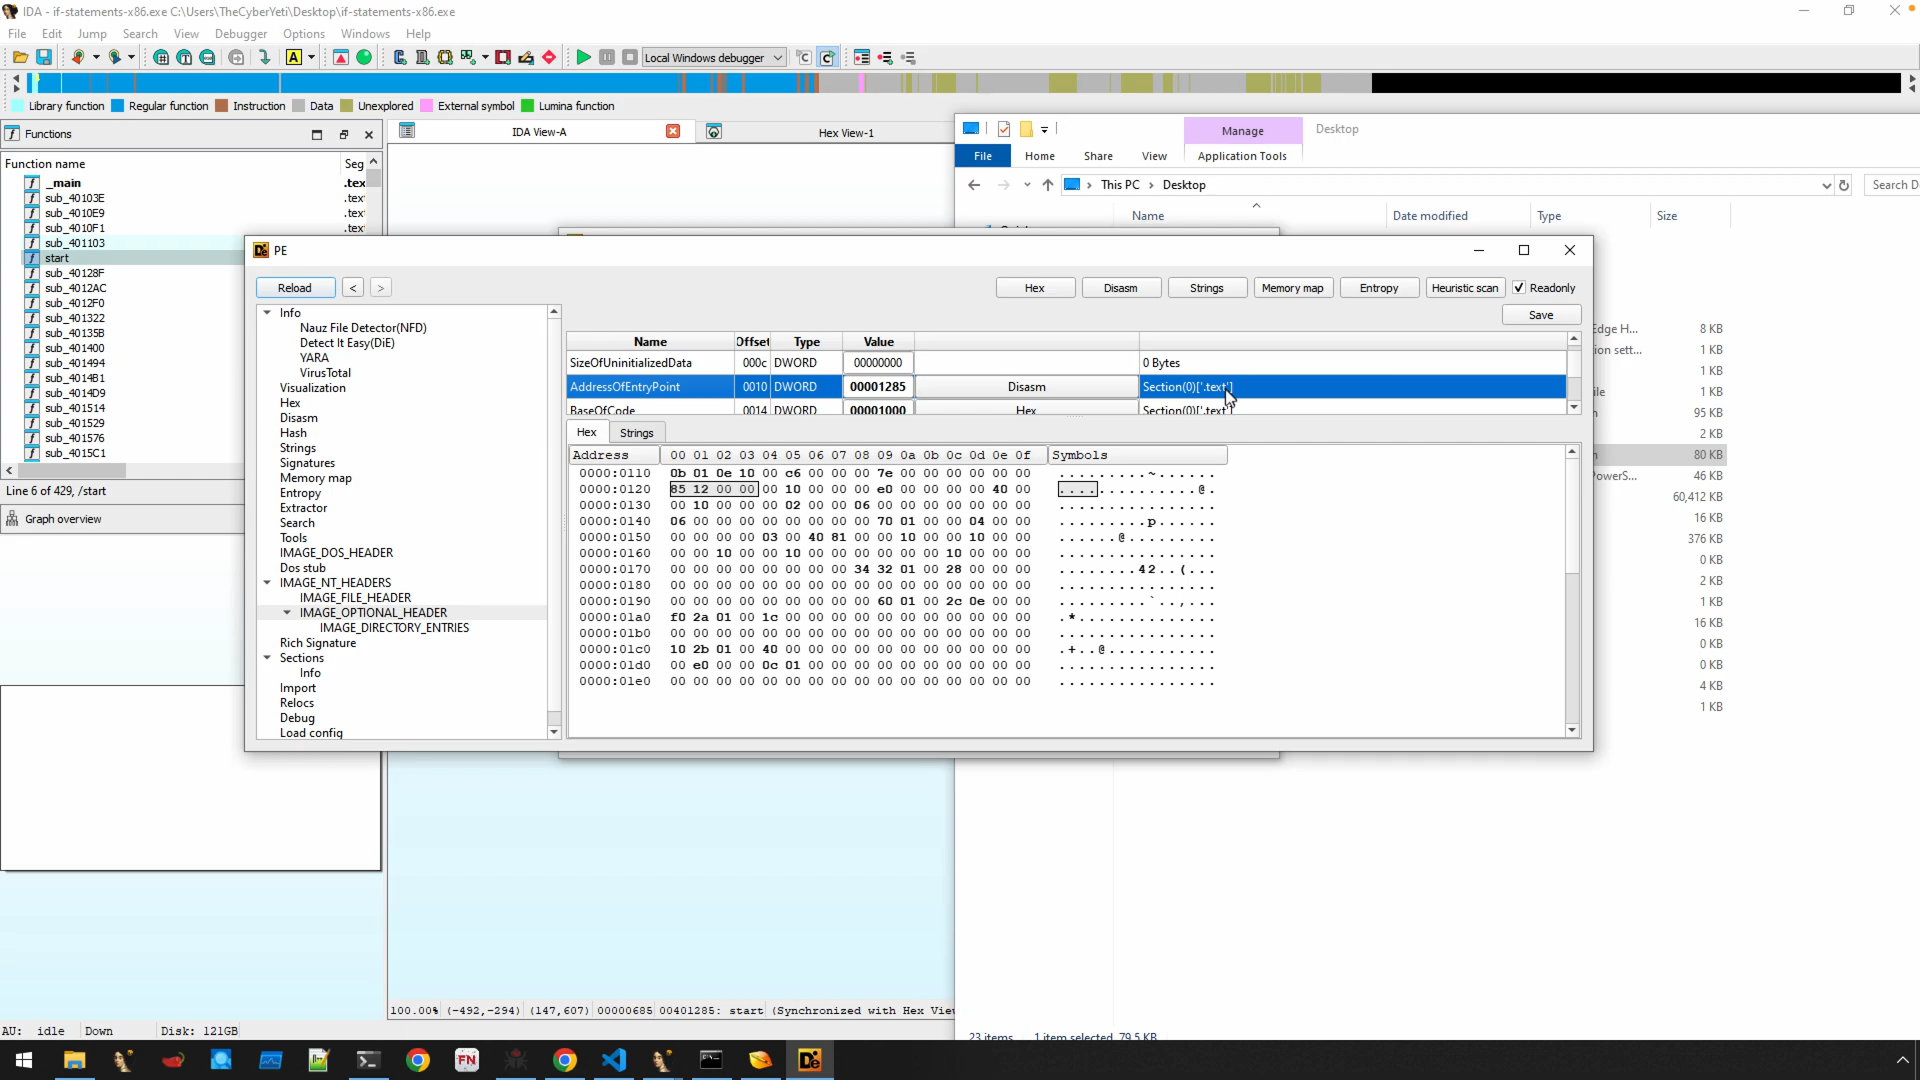 IDA - if-statements-x86.exe C:\Users\TheCyberYeti\Desktop\if-statements-x86.exe
File Edit Jump Search View Debugger Options Windows Help
Local Windows debugger
Library function Regular function Instruction Data Unexplored External symbol Lumina function
Functions
IDA View-A
Hex View-1
Function name Seg
_main .tex
sub_40103E .tex
sub_4010E9 .tex
sub_4010F1 .tex
sub_401103
start
sub_40128F
sub_4012AC
sub_4012F0
sub_401322
sub_40135B
sub_401400
sub_401494
sub_4014B1
sub_4014D9
sub_401514
sub_401529
sub_401576
sub_4015C1
Line 6 of 429, /start
Graph overview
Manage Desktop
File Home Share View Application Tools
This PC Desktop Search D
Name Date modified Type Size
PE
Reload < >
Hex Disasm Strings Memory map Entropy Heuristic scan Readonly
Save
Info
Nauz File Detector(NFD)
Detect It Easy(DiE)
YARA
VirusTotal
Visualization
Hex
Disasm
Hash
Strings
Signatures
Memory map
Entropy
Extractor
Search
Tools
IMAGE_DOS_HEADER
Dos stub
IMAGE_NT_HEADERS
IMAGE_FILE_HEADER
IMAGE_OPTIONAL_HEADER
IMAGE_DIRECTORY_ENTRIES
Rich Signature
Sections
Info
Import
Relocs
Debug
Load config
Name Offset Type Value
SizeOfUninitializedData 000c DWORD 00000000 0 Bytes
AddressOfEntryPoint 0010 DWORD 00001285 Disasm Section(0)['.text']
BaseOfCode 0014 DWORD 00001000 Hex Section(0)['.text']
Hex Strings
Address 00 01 02 03 04 05 06 07 08 09 0a 0b 0c 0d 0e 0f Symbols
0000:0110 0b 01 0e 10 00 c6 00 00 00 7e 00 00 00 00 00 00 .........~......
0000:0120 85 12 00 00 00 10 00 00 00 e0 00 00 00 00 40 00 ..............@.
0000:0130 00 10 00 00 00 02 00 00 06 00 00 00 00 00 00 00 ................
0000:0140 06 00 00 00 00 00 00 00 00 70 01 00 00 04 00 00 .........p......
0000:0150 00 00 00 00 03 00 40 81 00 00 10 00 00 10 00 00 ......@.........
0000:0160 00 00 10 00 00 10 00 00 00 00 00 00 10 00 00 00 ................
0000:0170 00 00 00 00 00 00 00 00 34 32 01 00 28 00 00 00 ........42..(...
0000:0180 00 00 00 00 00 00 00 00 00 00 00 00 00 00 00 00 ................
0000:0190 00 00 00 00 00 00 00 00 00 60 01 00 2c 0e 00 00 .........`..,...
0000:01a0 f0 2a 01 00 1c 00 00 00 00 00 00 00 00 00 00 00 .*..............
0000:01b0 00 00 00 00 00 00 00 00 00 00 00 00 00 00 00 00 ................
0000:01c0 10 2b 01 00 40 00 00 00 00 00 00 00 00 00 00 00 .+..@...........
0000:01d0 00 e0 00 00 0c 01 00 00 00 00 00 00 00 00 00 00 ................
0000:01e0 00 00 00 00 00 00 00 00 00 00 00 00 00 00 00 00 ................
Edge H... 8 KB
ion sett... 1 KB
1 KB
ile 1 KB
95 KB
2 KB
80 KB
PowerS... 46 KB
60,412 KB
16 KB
376 KB
0 KB
2 KB
1 KB
16 KB
0 KB
0 KB
4 KB
1 KB
100.00% (-492,-294) (147,607) 00000685 00401285: start (Synchronized with Hex View
23 items 1 item selected 79.5 KB
AU: idle Down Disk: 121GB